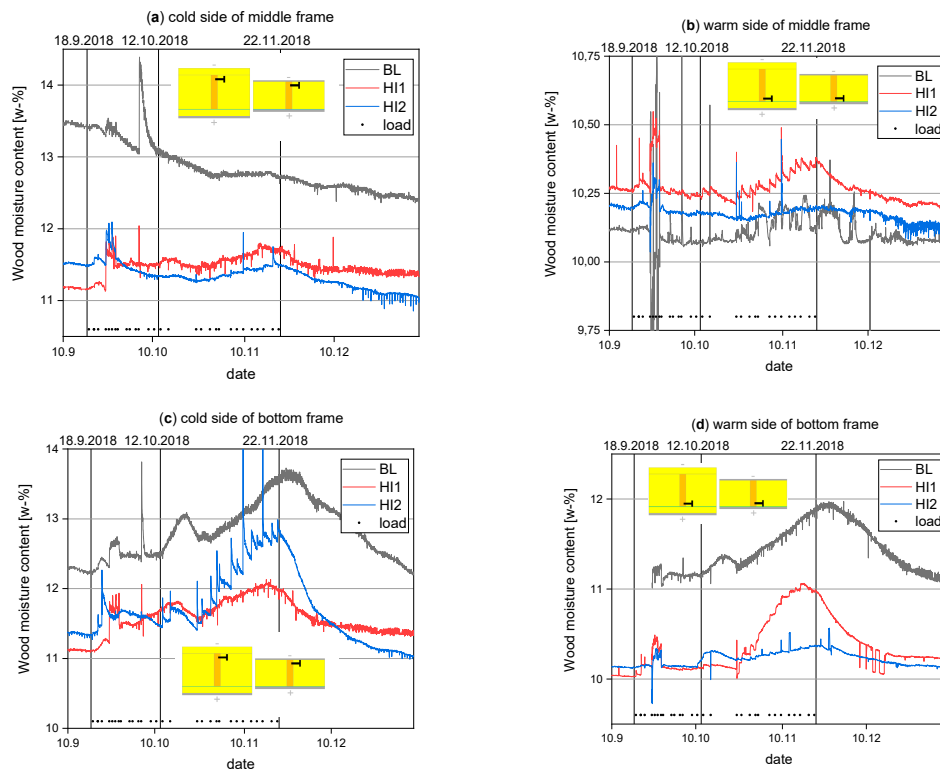 (a) cold side of middle frame
18.9.2018 12.10.2018 22.11.2018
Wood moisture content [w-%]
14
13
12
11
BL
HI1
HI2
load
-
-
+
+
10.9 10.10 10.11 10.12
date
(b) warm side of middle frame
18.9.2018 12.10.2018 22.11.2018
Wood moisture content [w-%]
10,75
10,50
10,25
10,00
9,75
BL
HI1
HI2
load
-
-
+
+
10.9 10.10 10.11 10.12
date
(c) cold side of bottom frame
18.9.2018 12.10.2018 22.11.2018
Wood moisture content [w-%]
14
13
12
11
10
BL
HI1
HI2
load
-
-
+
+
10.9 10.10 10.11 10.12
date
(d) warm side of bottom frame
18.9.2018 12.10.2018 22.11.2018
Wood moisture content [w-%]
12
11
10
BL
HI1
HI2
load
-
-
+
+
10.9 10.10 10.11 10.12
date